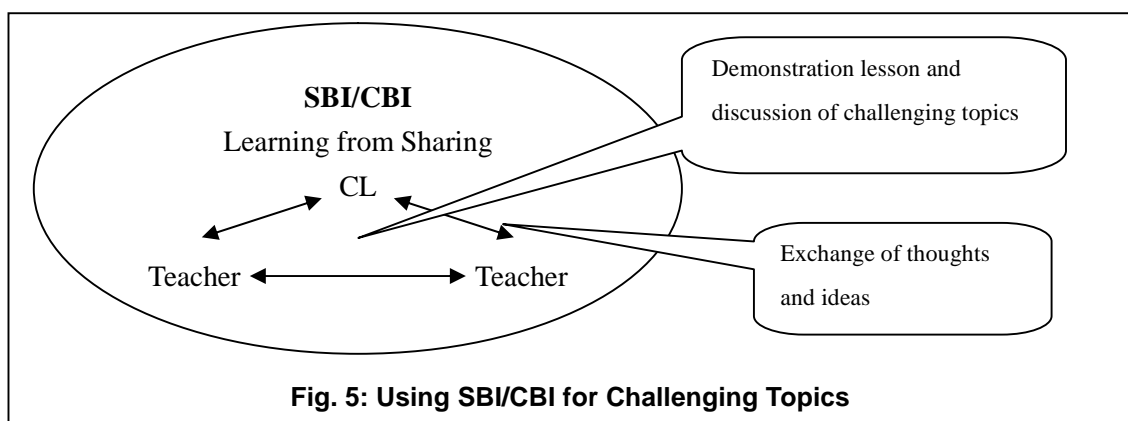 SBI/CBI
Learning from Sharing
CL
Teacher
Teacher
Demonstration lesson and
discussion of challenging topics
Exchange of thoughts
and ideas
Fig. 5: Using SBI/CBI for Challenging Topics